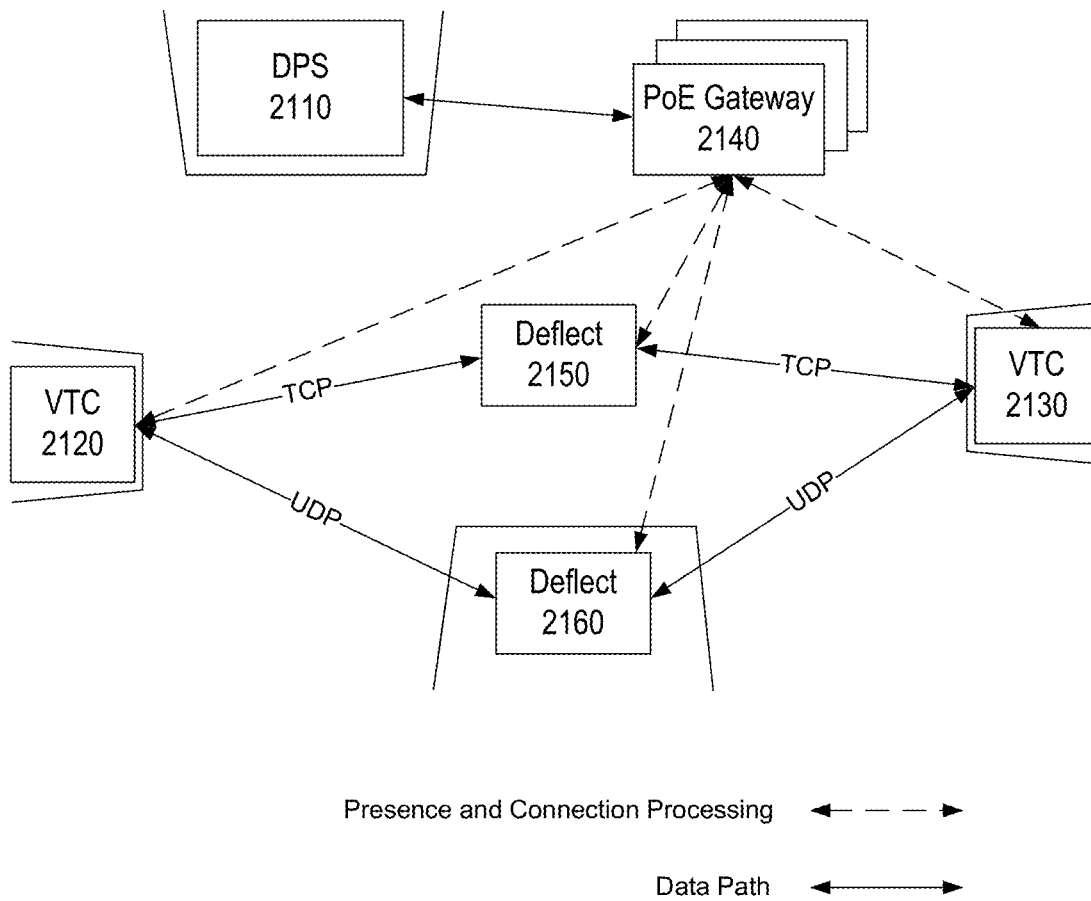 DPS
2110
PoE Gateway
2140
Deflect
2150
TCP
TCP
VTC
2120
VTC
2130
UDP
UDP
Deflect
2160
Presence and Connection Processing
Data Path